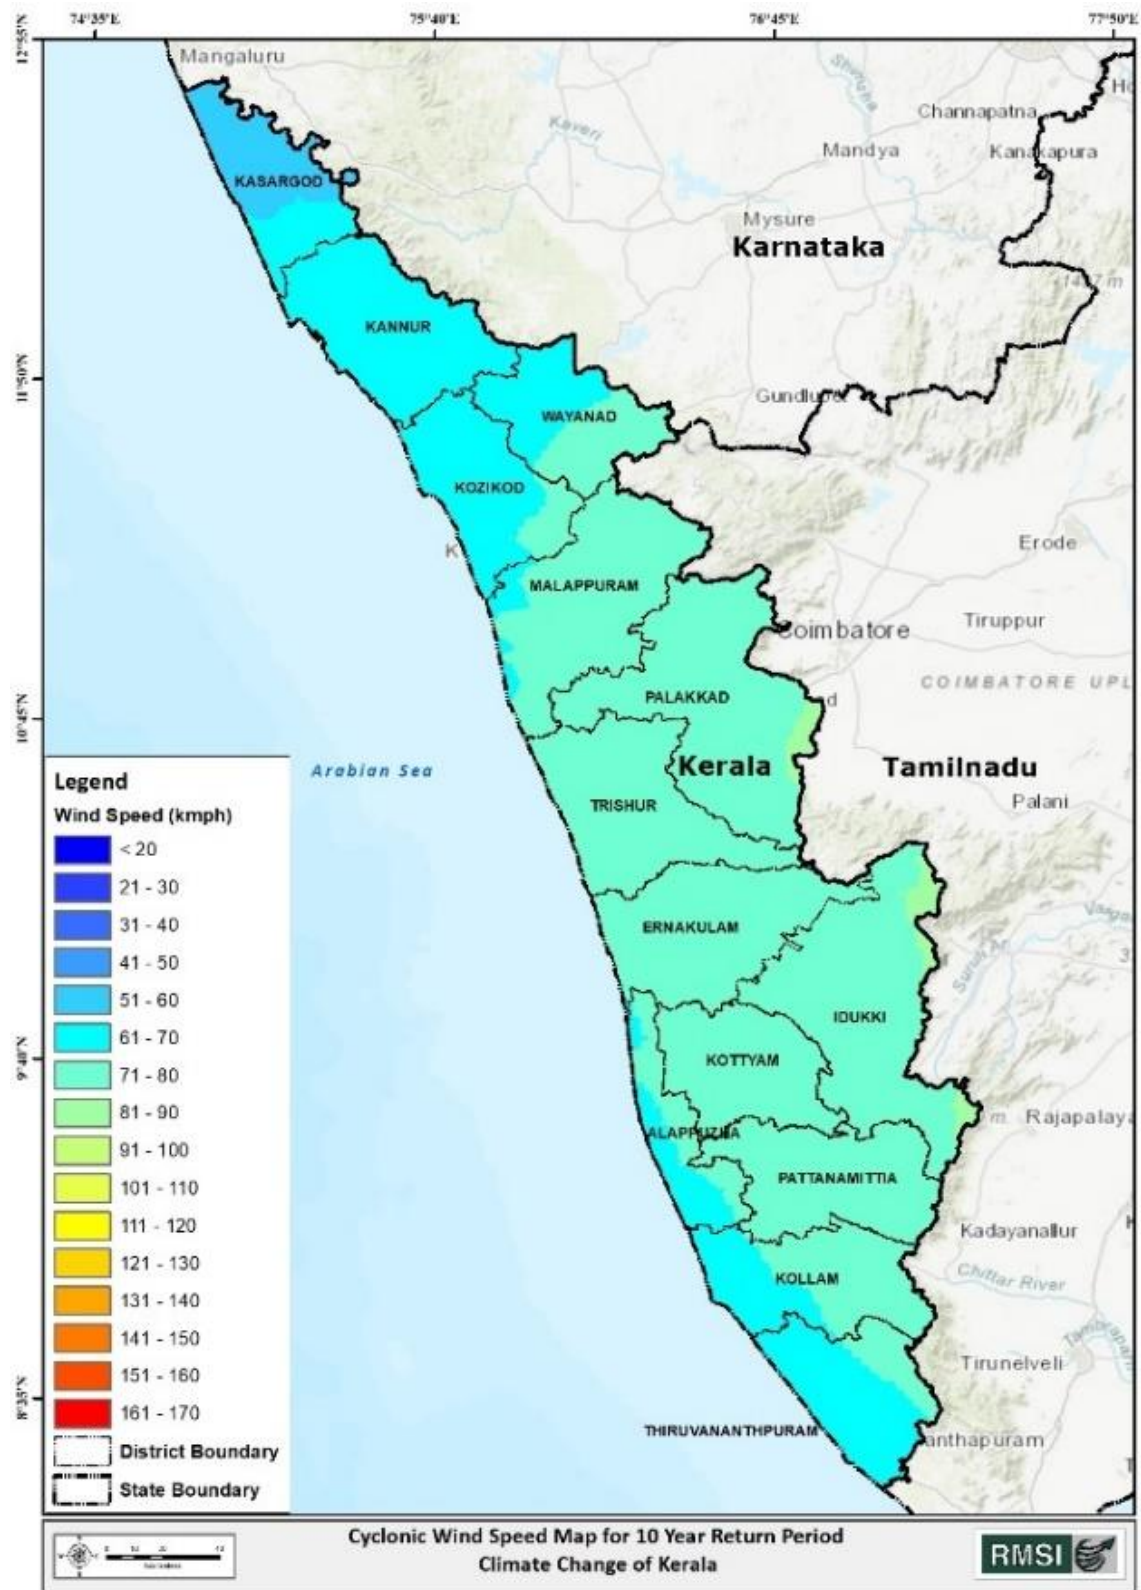 74°35'E 75°40'E 76°45'E 77°50'E
12°55'N
Mangaluru
Shimsha
Channapatna
Ho
Kaveri
Mandya
Kanakapura
KASARGOD
Mysure
Karnataka
KANNUR
11°50'N
Gundlupe
WAYANAD
KOZIKOD
K
Erode
MALAPPURAM
Tiruppur
Coimbatore
COIMBATORE UPL
PALAKKAD
d
10°45'N
Kerala
Tamilnadu
Arabian Sea
TRISHUR
Palani
ERNAKULAM
IDUKKI
9°40'N
KOTTYAM
m
Rajapalaya
ALAPPUZHA
PATTANAMITTIA
Kadayanallur
KOLLAM
Chittar River
Tirunelveli
8°35'N
THIRUVANANTHPURAM
anthapuram
Legend
Wind Speed (kmph)
< 20
21 - 30
31 - 40
41 - 50
51 - 60
61 - 70
71 - 80
81 - 90
91 - 100
101 - 110
111 - 120
121 - 130
131 - 140
141 - 150
151 - 160
161 - 170
District Boundary
State Boundary
Cyclonic Wind Speed Map for 10 Year Return Period
Climate Change of Kerala
RMSI